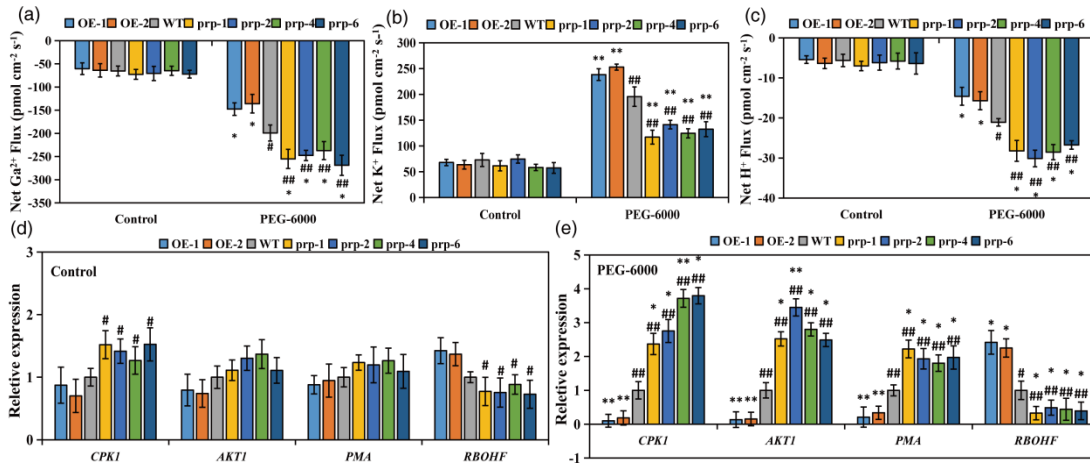 (a)
OE-1 OE-2 WT prp-1 prp-2 prp-4 prp-6
Net Ga²⁺ Flux (pmol cm⁻² s⁻¹)
0
-50
-100
-150
-200
-250
-300
-350
* * # ## * ## * ## * ## *
Control PEG-6000
(b)
OE-1 OE-2 WT prp-1 prp-2 prp-4 prp-6
Net K⁺ Flux (pmol cm⁻² s⁻¹)
300
250
200
150
100
50
0
** ** ## ** ## ** ## ** ## ** ##
Control PEG-6000
(c)
OE-1 OE-2 WT prp-1 prp-2 prp-4 prp-6
Net H⁺ Flux (pmol cm⁻² s⁻¹)
0
-10
-20
-30
-40
* * # ## * ## * ## * ## *
Control PEG-6000
(d)
OE-1 OE-2 WT prp-1 prp-2 prp-4 prp-6
Control
Reletive expression
3
2
1
0
# # # # # # # #
CPK1 AKT1 PMA RBOHF
(e)
OE-1 OE-2 WT prp-1 prp-2 prp-4 prp-6
PEG-6000
Reletive expression
5
4
3
2
1
0
-1
** ** ## * ## * ## ** ## * ##
** ** ## * ## ** ## * ## * ##
** ** ## * ## * ## * ## * ##
* * # * ## * ## * ## * ##
CPK1 AKT1 PMA RBOHF